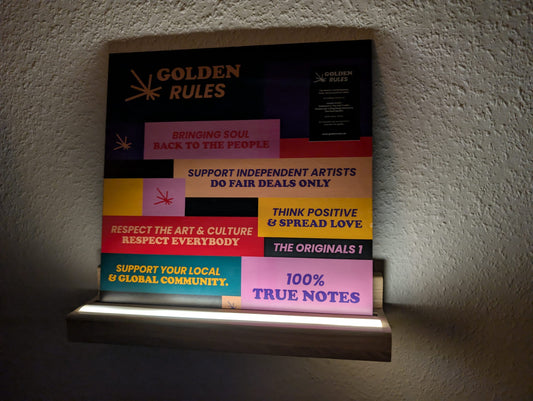 GOLDEN
RULES
GOLDEN
RULES
BRINGING SOUL
BACK TO THE PEOPLE
SUPPORT INDEPENDENT ARTISTS
DO FAIR DEALS ONLY
THINK POSITIVE
& SPREAD LOVE
RESPECT THE ART & CULTURE
RESPECT EVERYBODY
THE ORIGINALS 1
SUPPORT YOUR LOCAL
& GLOBAL COMMUNITY.
100%
TRUE NOTES